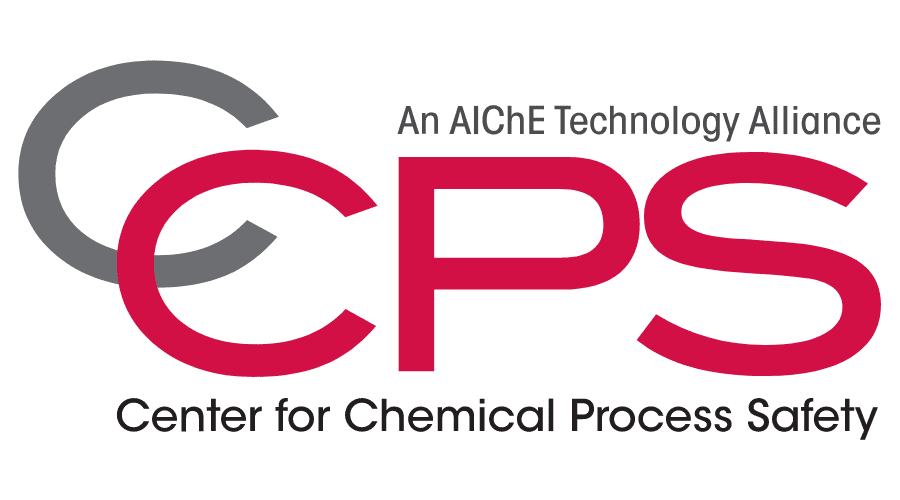 An AIChE Technology Alliance
CCPS
Center for Chemical Process Safety